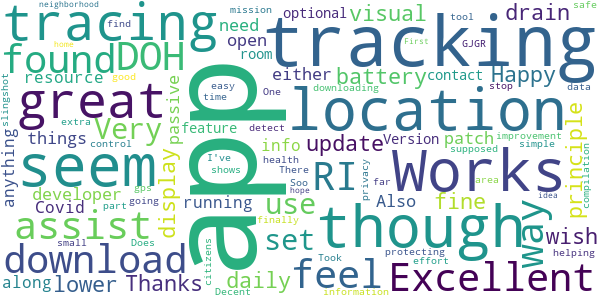 tracing
found
DOH
need
find
mission
open
room
optional
visual
drain
tool
neighborhood
safe
GJGR
app
tracking
resource
home
good
First
either
battery
contact
Happy
stop
data
great
Very
passive
easy
time
One
downloading
location
slingshot
extra
feature
detect
update
Version
patch
improvement
principle
things
control
I've
shows
info
health
There
supposed
simple
anything
seem
developer
gps
display
Soo
hope
RI
privacy
far
Works
area
compilation
Covid
part
going
running
use
though
Also
fine
idea
assist
small
Does
citizens
set
way
wish
download
finally
Took
effort
protecting
helping
along
lower
Thanks
daily
Decent
feel
information
Excellent